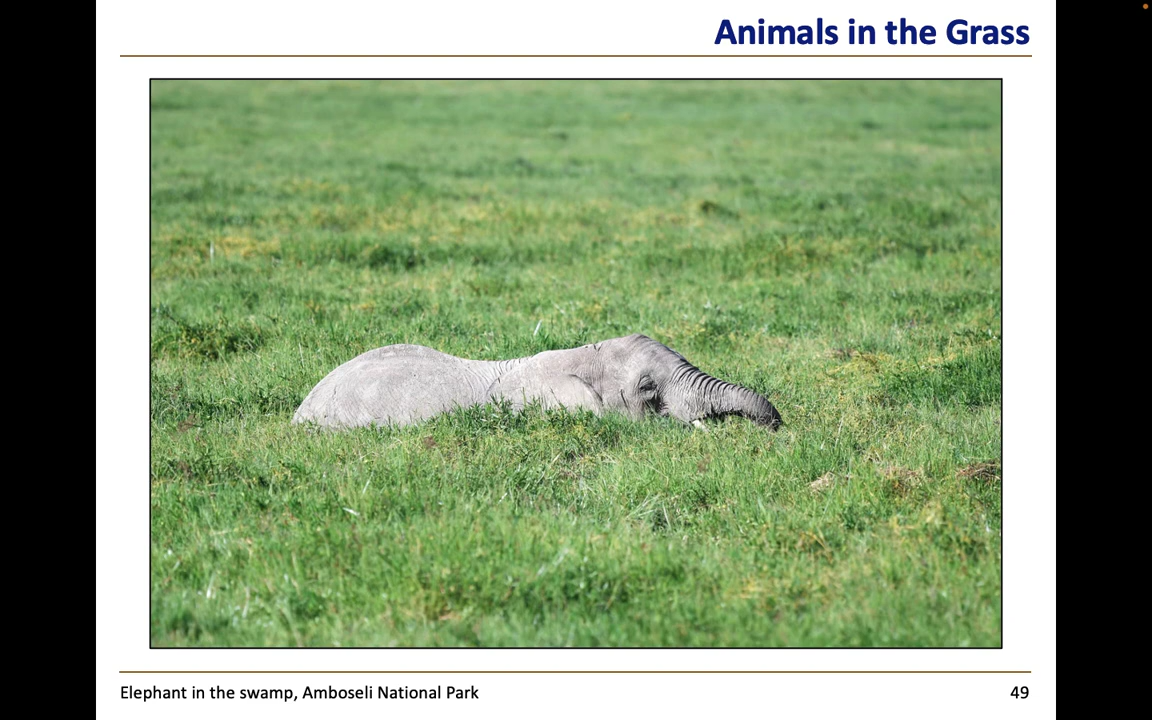 Animals in the Grass
Elephant in the swamp, Amboseli National Park
49